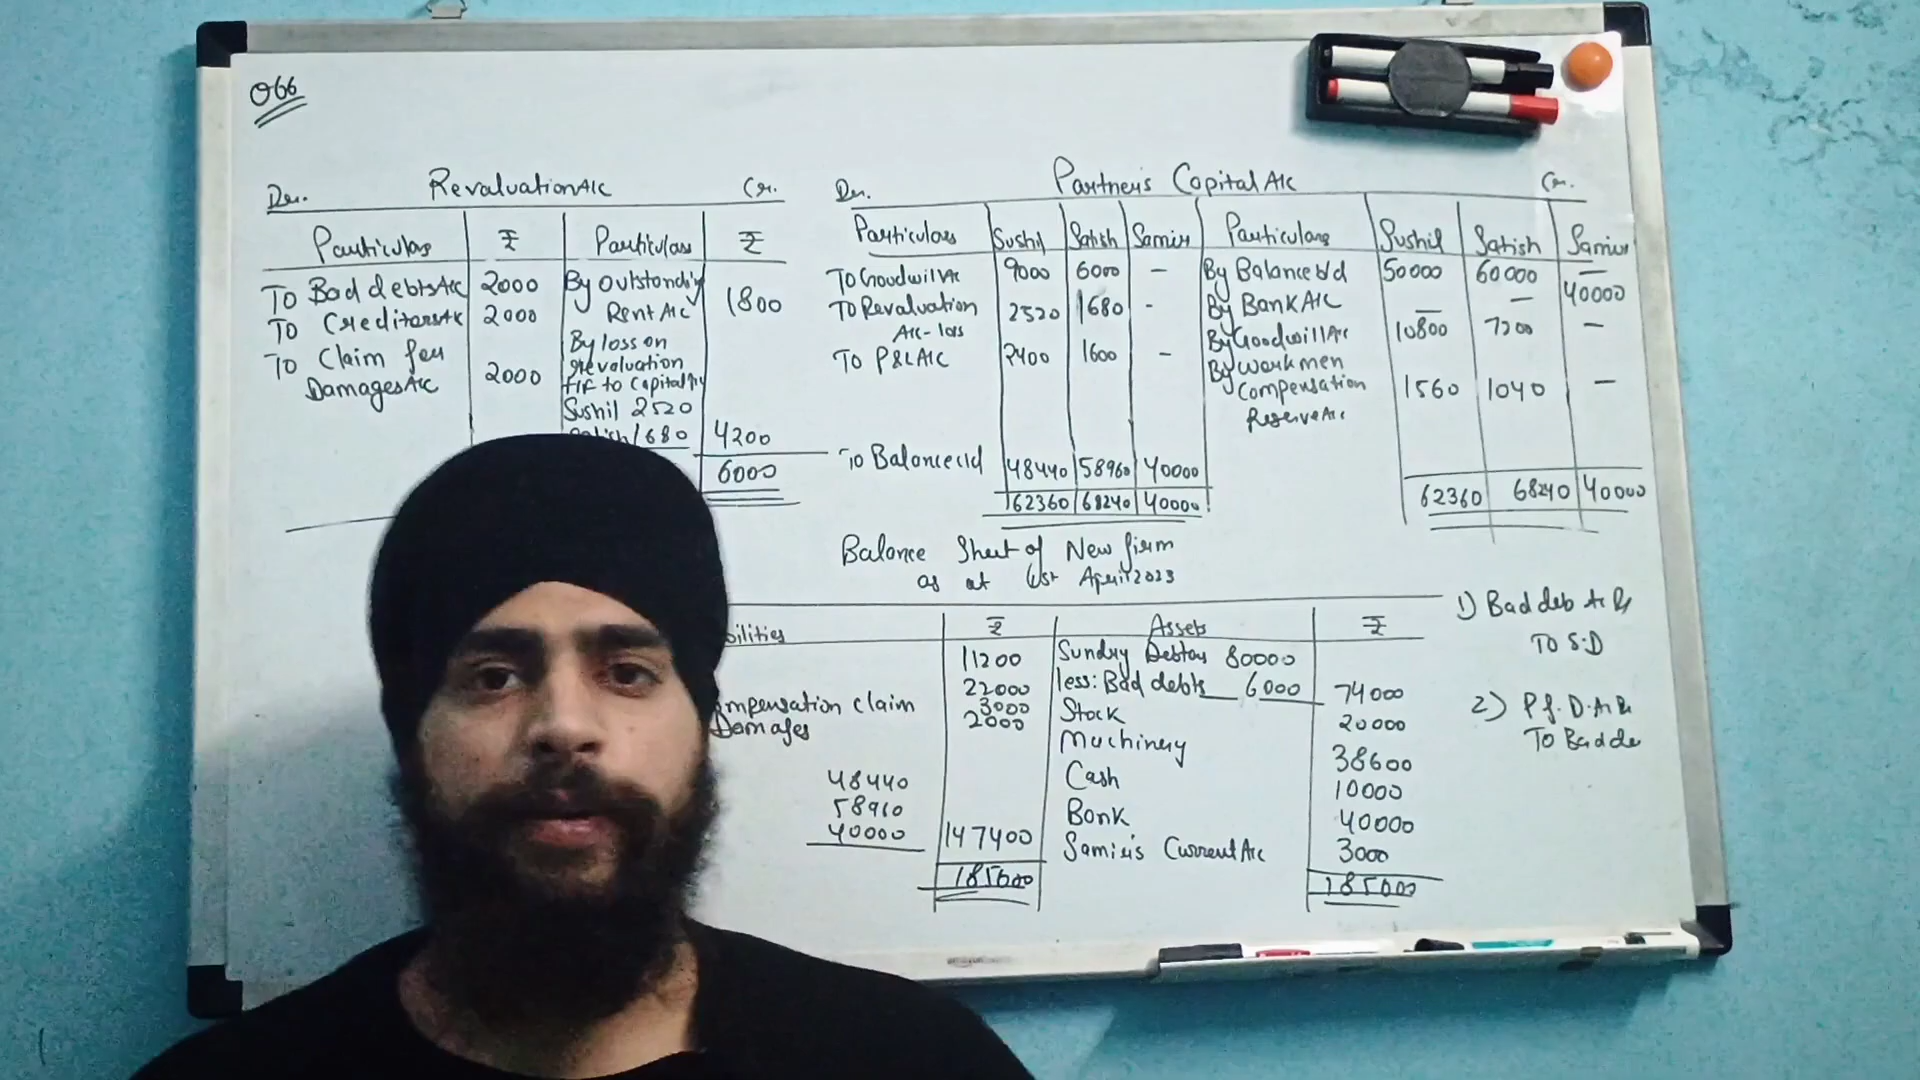 Q66
Dr. Revaluation A/c Cr.
Particulars ₹ Particulars ₹
To Bad debts A/c 2000 By Outstanding
Rent A/c 1800
To Creditors A/c 2000
To Claim for
Damages A/c 2000
By loss on
revaluation
t/f to Capital A/c
Sushil 2520
1680 4200
6000
Dr. Partner's Capital A/c Cr.
Particulars Sushil Satish Samir Particulars Sushil Satish Samir
To Goodwill A/c 9000 6000 - By Balance b/d 50000 60000 -
To Revaluation
A/c - loss 2520 1680 - By Bank A/c - - 40000
To P&L A/c 2400 1600 - By Goodwill A/c 10800 7200 -
By Workmen
Compensation
Reserve A/c 1560 1040 -
To Balance c/d 48440 58960 40000
62360 68240 40000 62360 68240 40000
Balance Sheet of New firm
as at 1st April 2023
₹ Assets ₹
11200 Sundry Debtors 80000
22000 less: Bad debts 6000 74000
Compensation claim 3000 Stock 20000
Damages 2000 Machinery 38600
48440 Cash 10000
58960 Bank 40000
40000 147400 Samir's Current A/c 3000
185600 185600
1) Bad deb A/c Dr
To S.D
2) P.f.D. A/c Dr
To Bad de